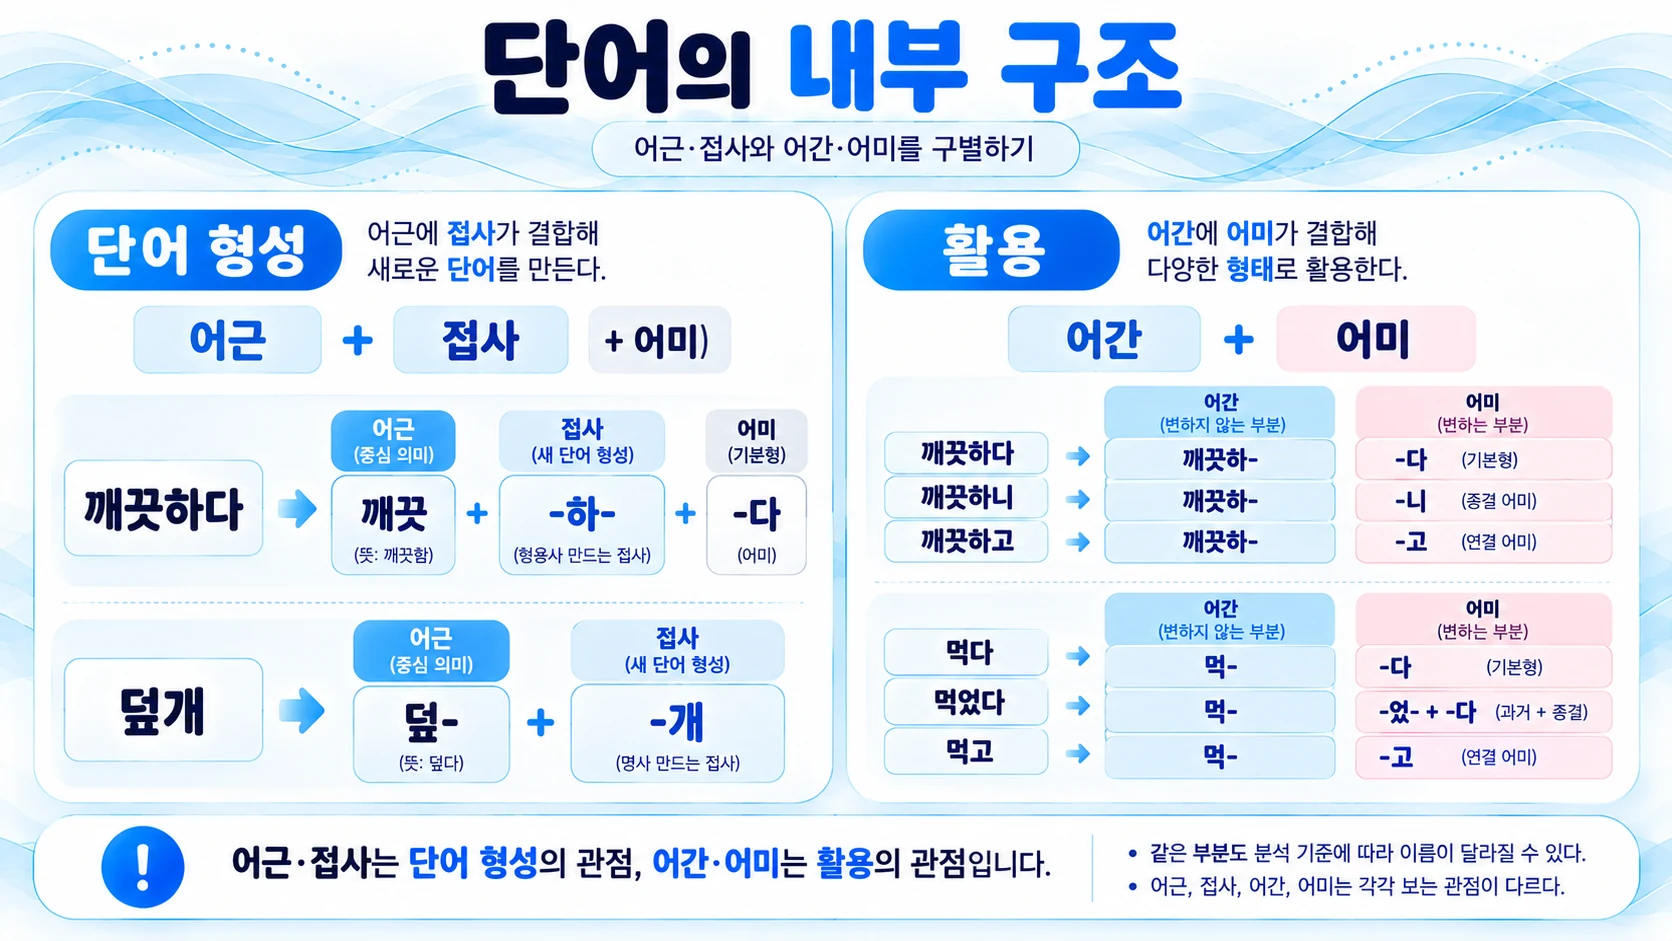 단어의 내부 구조
어근·접사와 어간·어미를 구별하기
단어 형성
어근에 접사가 결합해
새로운 단어를 만든다.
어근 + 접사 + 어미)
깨끗하다
어근
(중심 의미)
깨끗
(뜻: 깨끗함)
+
접사
(새 단어 형성)
-하-
(형용사 만드는 접사)
+
어미
(기분형)
-다
(어미)
덮개
어근
(중심 의미)
덮-
(뜻: 덮다)
+
접사
(새 단어 형성)
-개
(명사 만드는 접사)
활용
어간에 어미가 결합해
다양한 형태로 활용한다.
어간 + 어미
어간 어미
(변하지 않는 부분) (변하는 부분)
깨끗하다 깨끗하- -다 (기본형)
깨끗하니 깨끗하- -니 (종결 어미)
깨끗하고 깨끗하- -고 (연결 어미)
어간 어미
(변하지 않는 부분) (변하는 부분)
먹다 먹- -다 (기본형)
먹었다 먹- -었- + -다 (과거 + 종결)
먹고 먹- -고 (연결 어미)
!
어근·접사는 단어 형성의 관점, 어간·어미는 활용의 관점입니다.
• 같은 부분도 분석 기준에 따라 이름이 달라질 수 있다.
• 어근, 접사, 어간, 어미는 각각 보는 관점이 다르다.